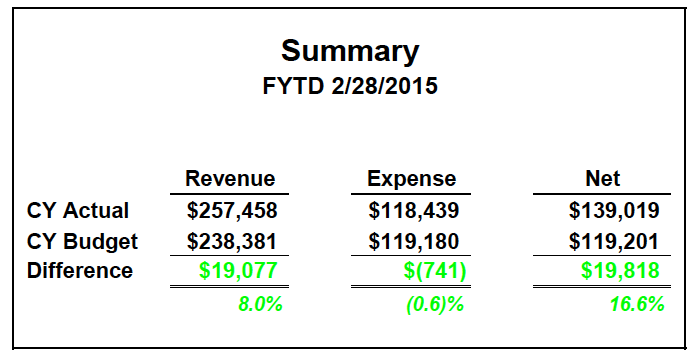 Summary
FYTD 2/28/2015
Revenue Expense Net
CY Actual $257,458 $118,439 $139,019
CY Budget $238,381 $119,180 $119,201
Difference $19,077 $(741) $19,818
8.0% (0.6)% 16.6%